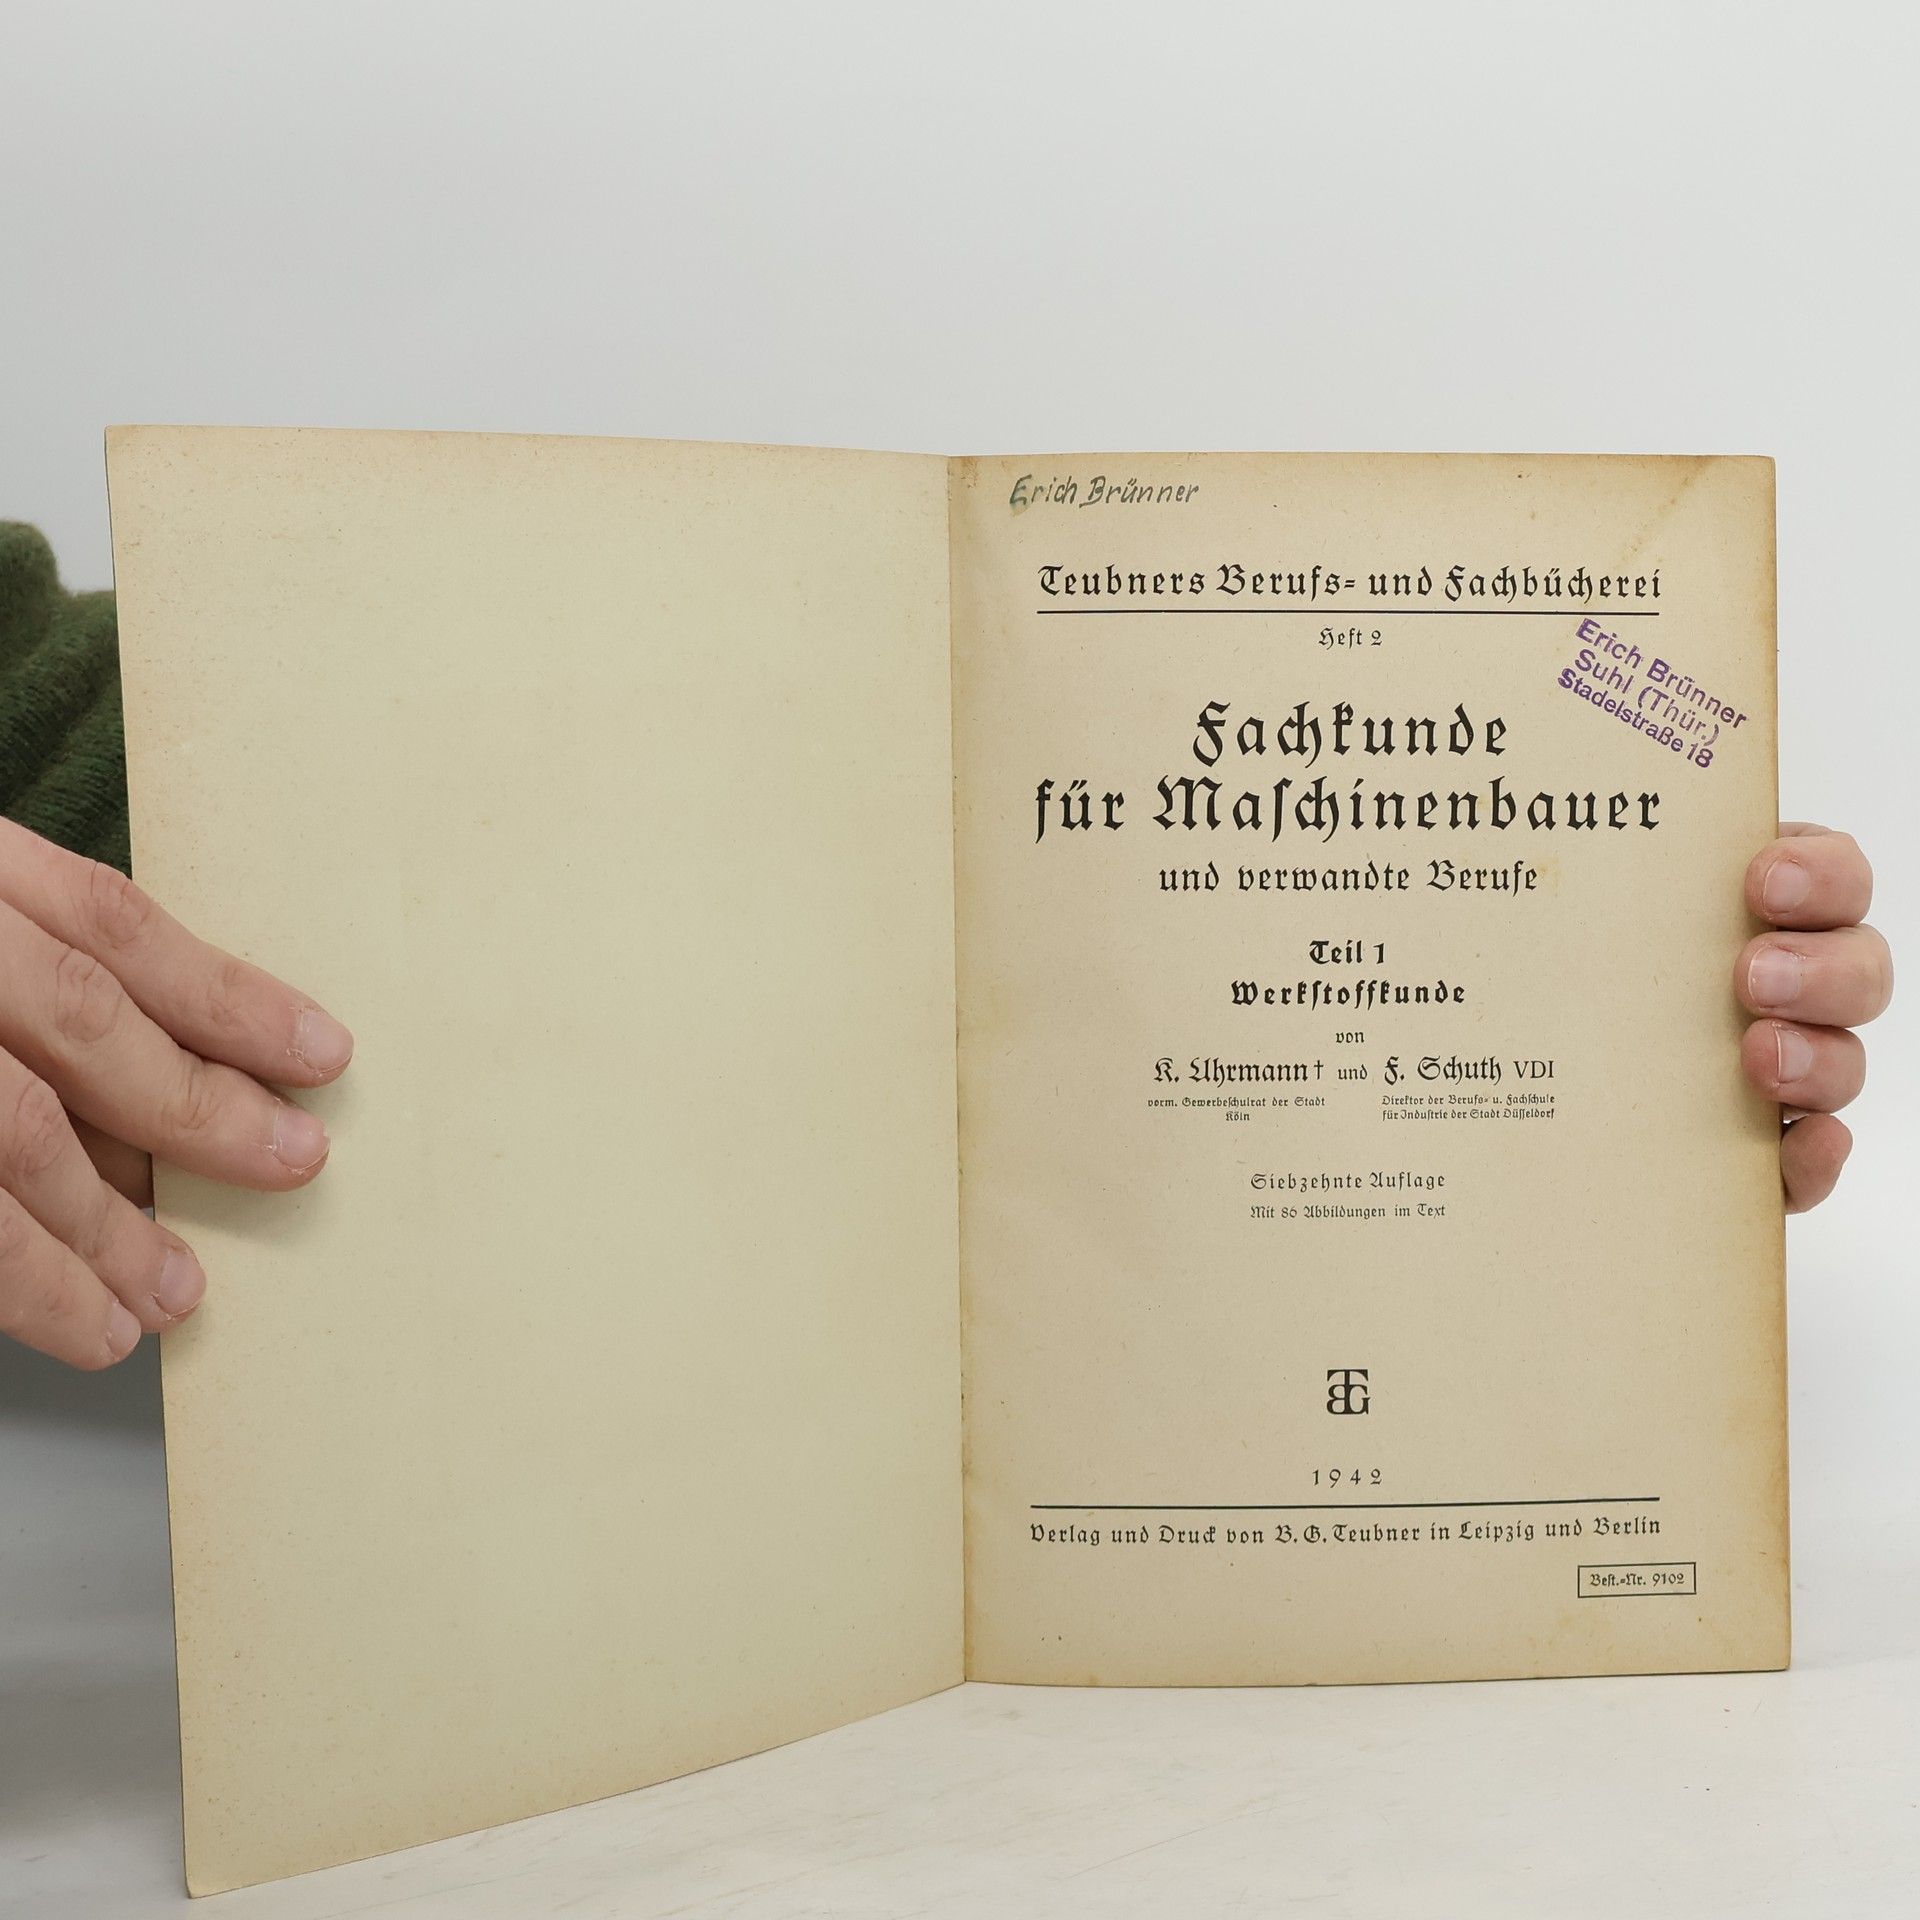 Erich Brünner
Teubners Berufs= und Fachbücherei
Heft 2
Erich Brünner
Suhl (Thür.)
Stadelstraße 18
Fachkunde
für Maſchinenbauer
und verwandte Berufe
Teil 1
Werkſtoffkunde
von
K. Uhrmann † und F. Schuth VDI
vorm. Gewerbeſchulrat der Stadt
Köln
Direktor der Berufs= u. Fachſchule
für Induſtrie der Stadt Düſſeldorf
Siebzehnte Auflage
Mit 86 Abbildungen im Text
BTG
1942
Verlag und Druck von B. G. Teubner in Leipzig und Berlin
Beſt.=Nr. 9102